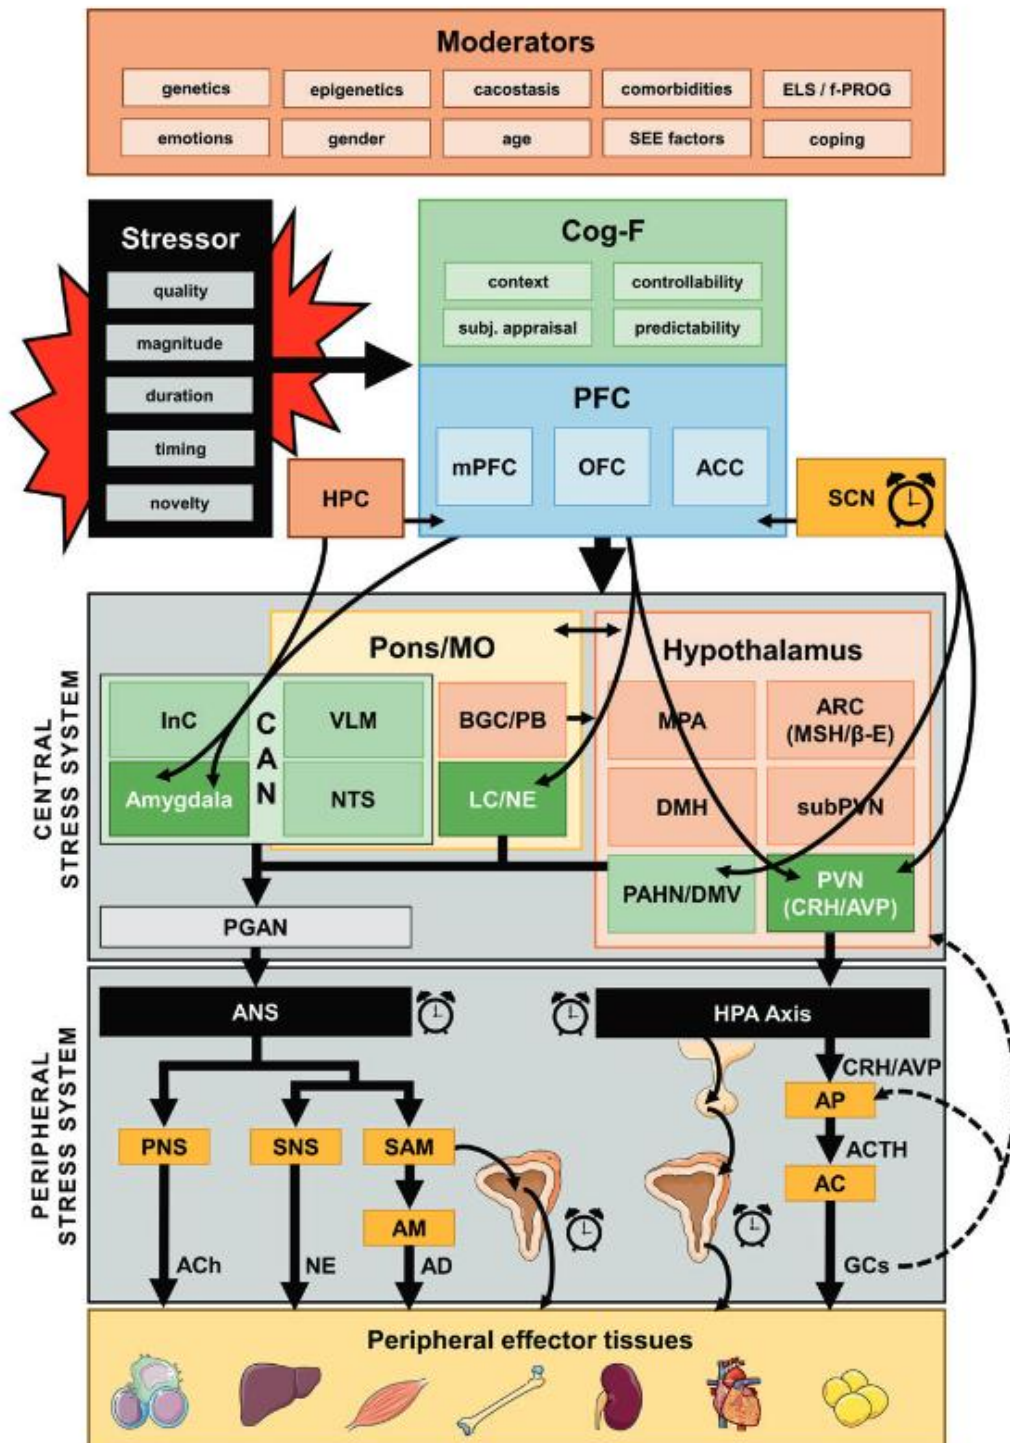 Moderators
genetics
epigenetics
cacostasis
comorbidities
ELS / f-PROG
emotions
gender
age
SEE factors
coping
Stressor
quality
magnitude
duration
timing
novelty
Cog-F
context
controllability
subj. appraisal
predictability
PFC
mPFC
OFC
ACC
HPC
SCN
CENTRAL
STRESS SYSTEM
Pons/MO
Hypothalamus
InC
CAN
VLM
BGC/PB
MPA
ARC
(MSH/β-E)
Amygdala
NTS
LC/NE
DMH
subPVN
PAHN/DMV
PVN
(CRH/AVP)
PGAN
PERIPHERAL
STRESS SYSTEM
ANS
HPA Axis
CRH/AVP
AP
PNS
SNS
SAM
ACTH
AC
AM
ACh
NE
AD
GCs
Peripheral effector tissues